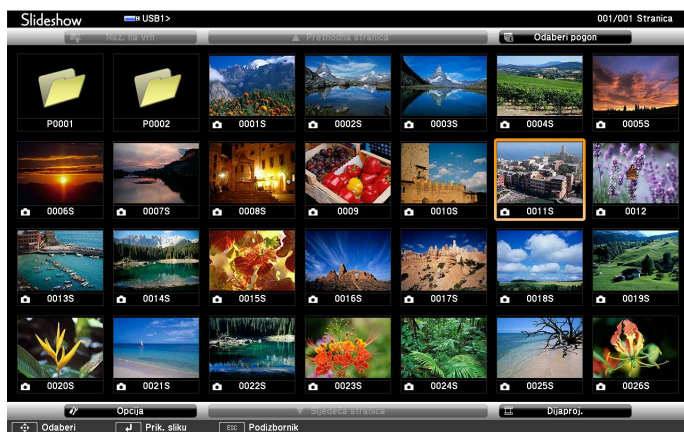 Slideshow USB1> 001/001 Stranica
Naz. na vrh Prethodna stranica Odaberi pogon
P0001 P0002 0001S 0002S 0003S 0004S 0005S
0006S 0007S 0008S 0009 0010S 0011S 0012
0013S 0014S 0015S 0016S 0017S 0018S 0019S
0020S 0021S 0022S 0023S 0024S 0025S 0026S
Opcija Sljedeća stranica Dijaproj.
Odaberi Prik. sliku ESC Podizbornik